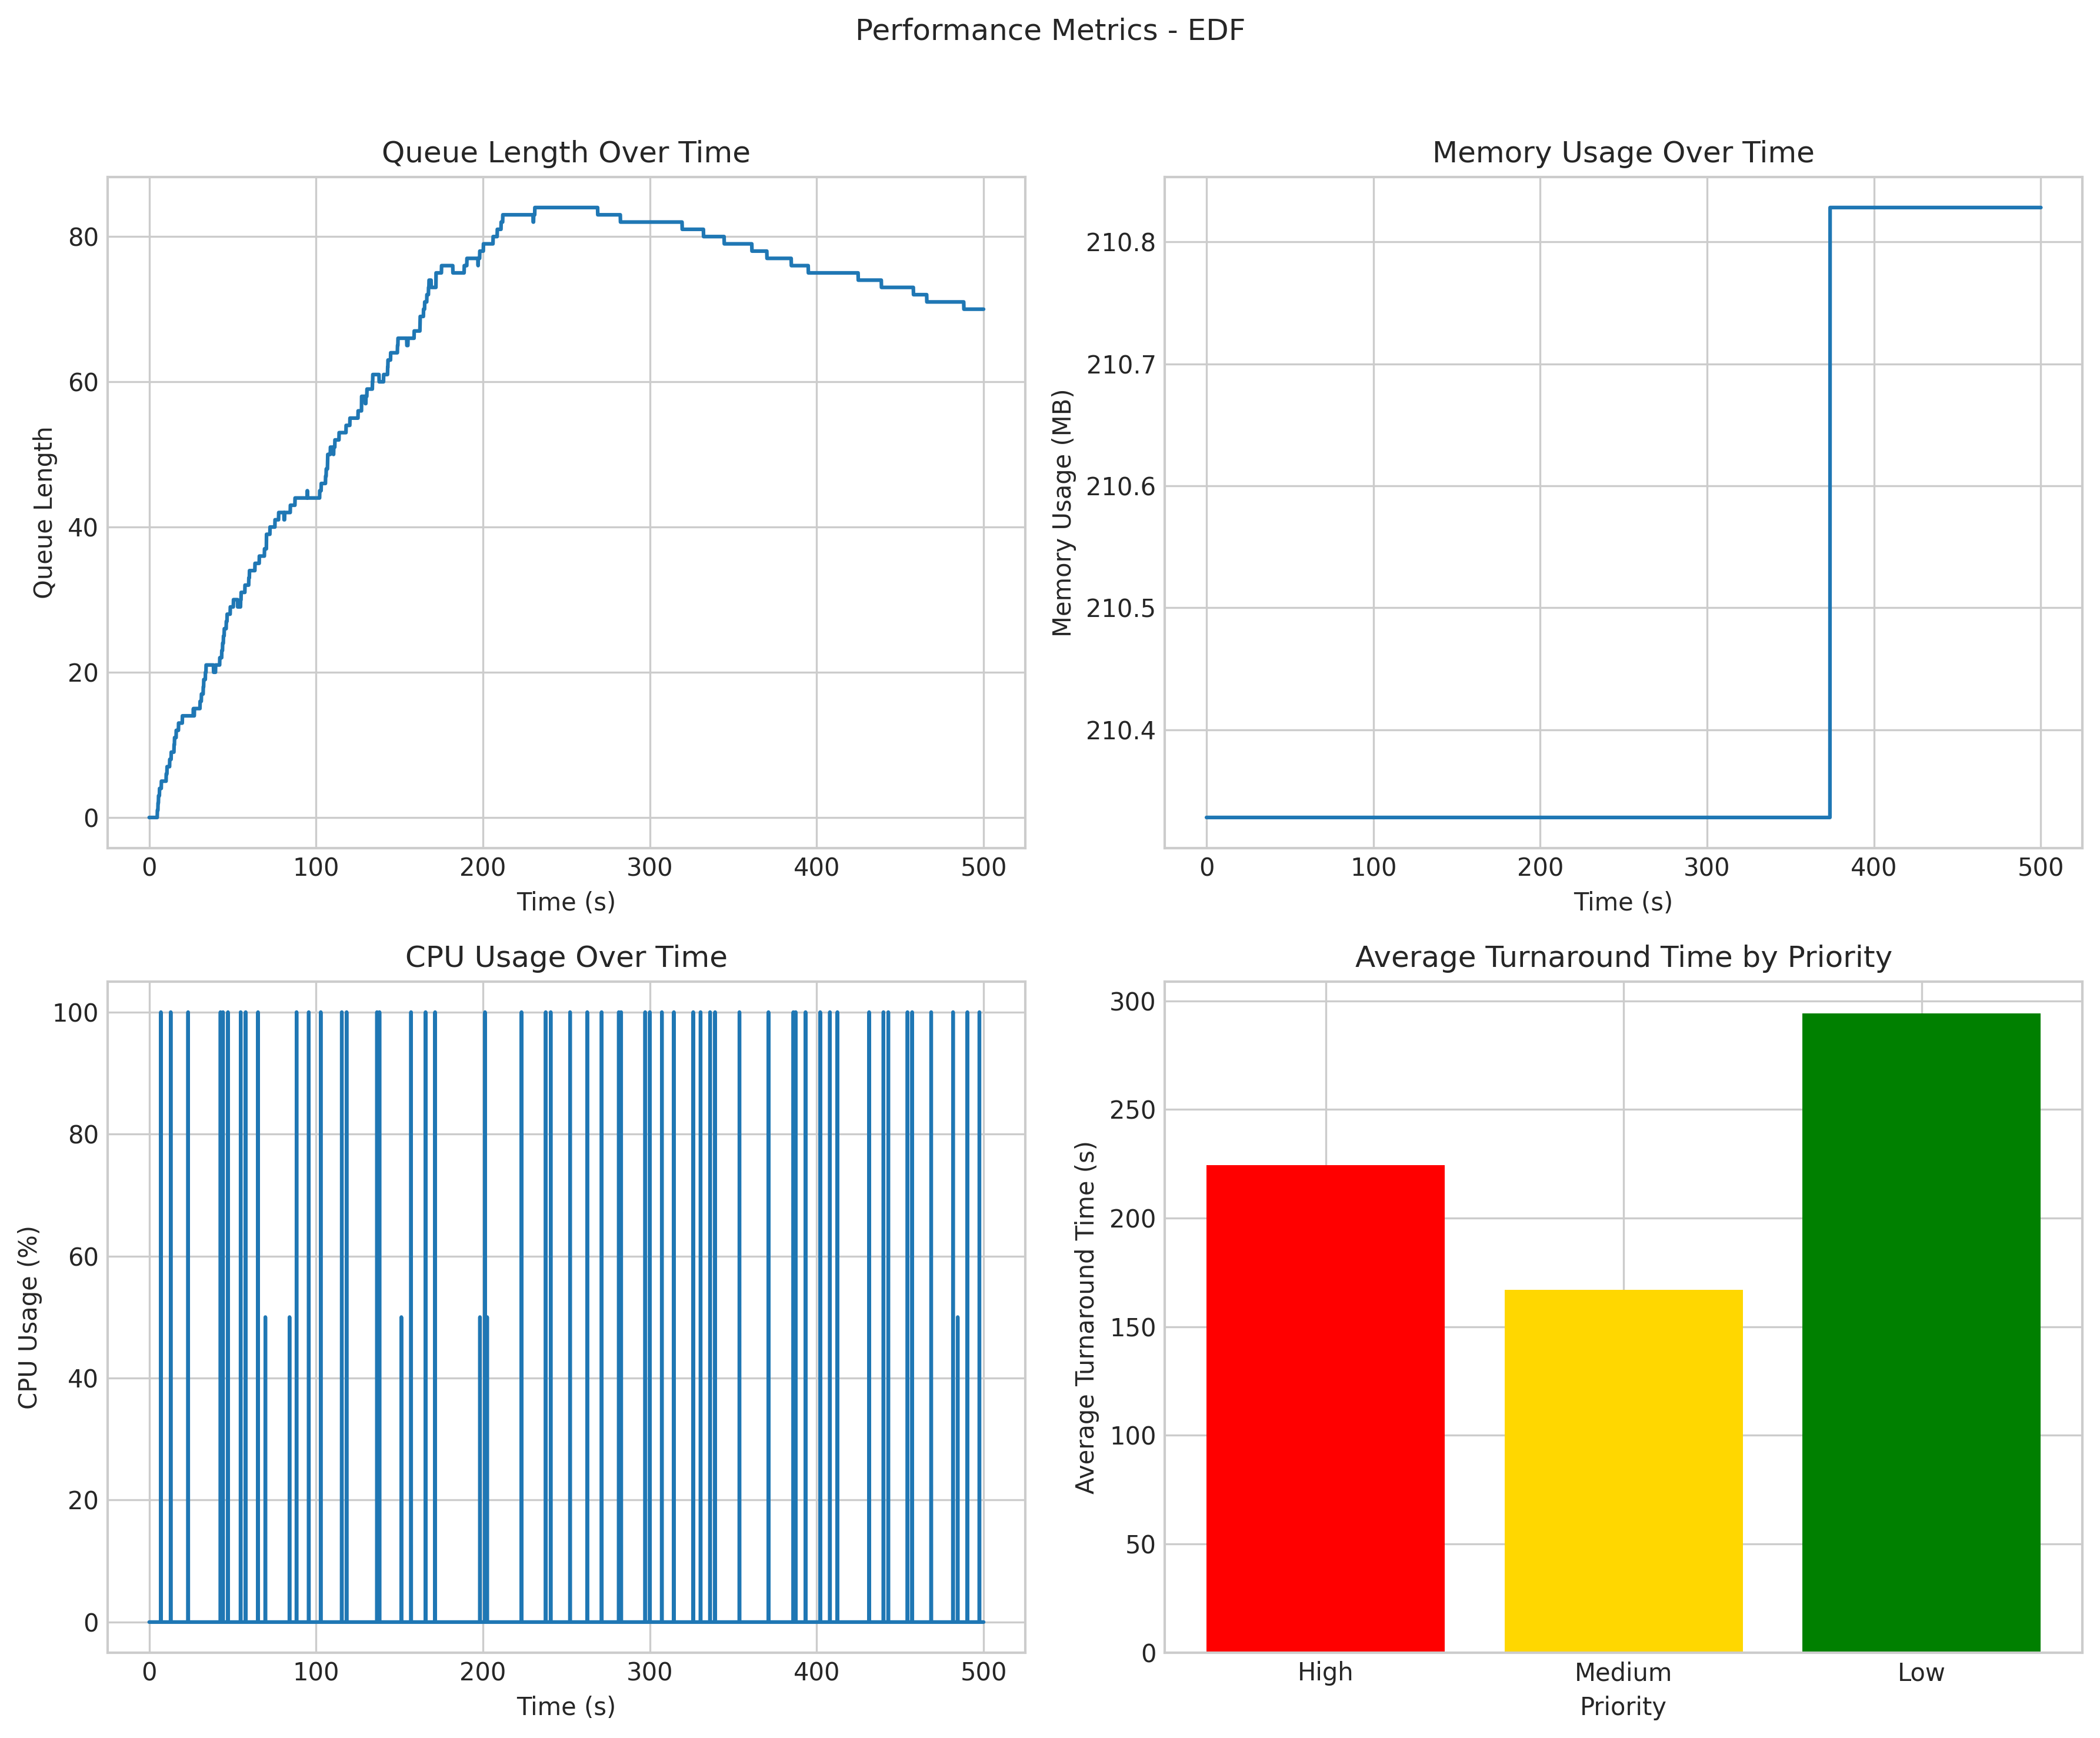 Performance Metrics - EDF
Queue Length Over Time
80
60
40
20
0
Queue Length
0 100 200 300 400 500
Time (s)
Memory Usage Over Time
210.8
210.7
210.6
210.5
210.4
Memory Usage (MB)
0 100 200 300 400 500
Time (s)
CPU Usage Over Time
100
80
60
40
20
0
CPU Usage (%)
0 100 200 300 400 500
Time (s)
Average Turnaround Time by Priority
300
250
200
150
100
50
0
Average Turnaround Time (s)
High Medium Low
Priority